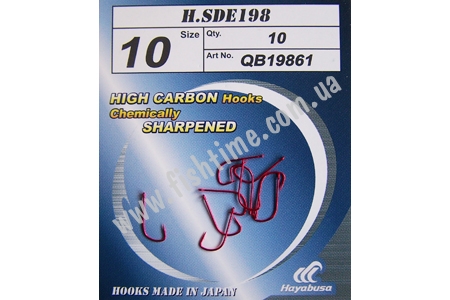 H.SDE198
10 Size
Qty. 10
Art No. QB19861
HIGH CARBON Hooks
Chemically
SHARPENED
www.fishtime.com.ua
HOOKS MADE IN JAPAN
Hayabusa